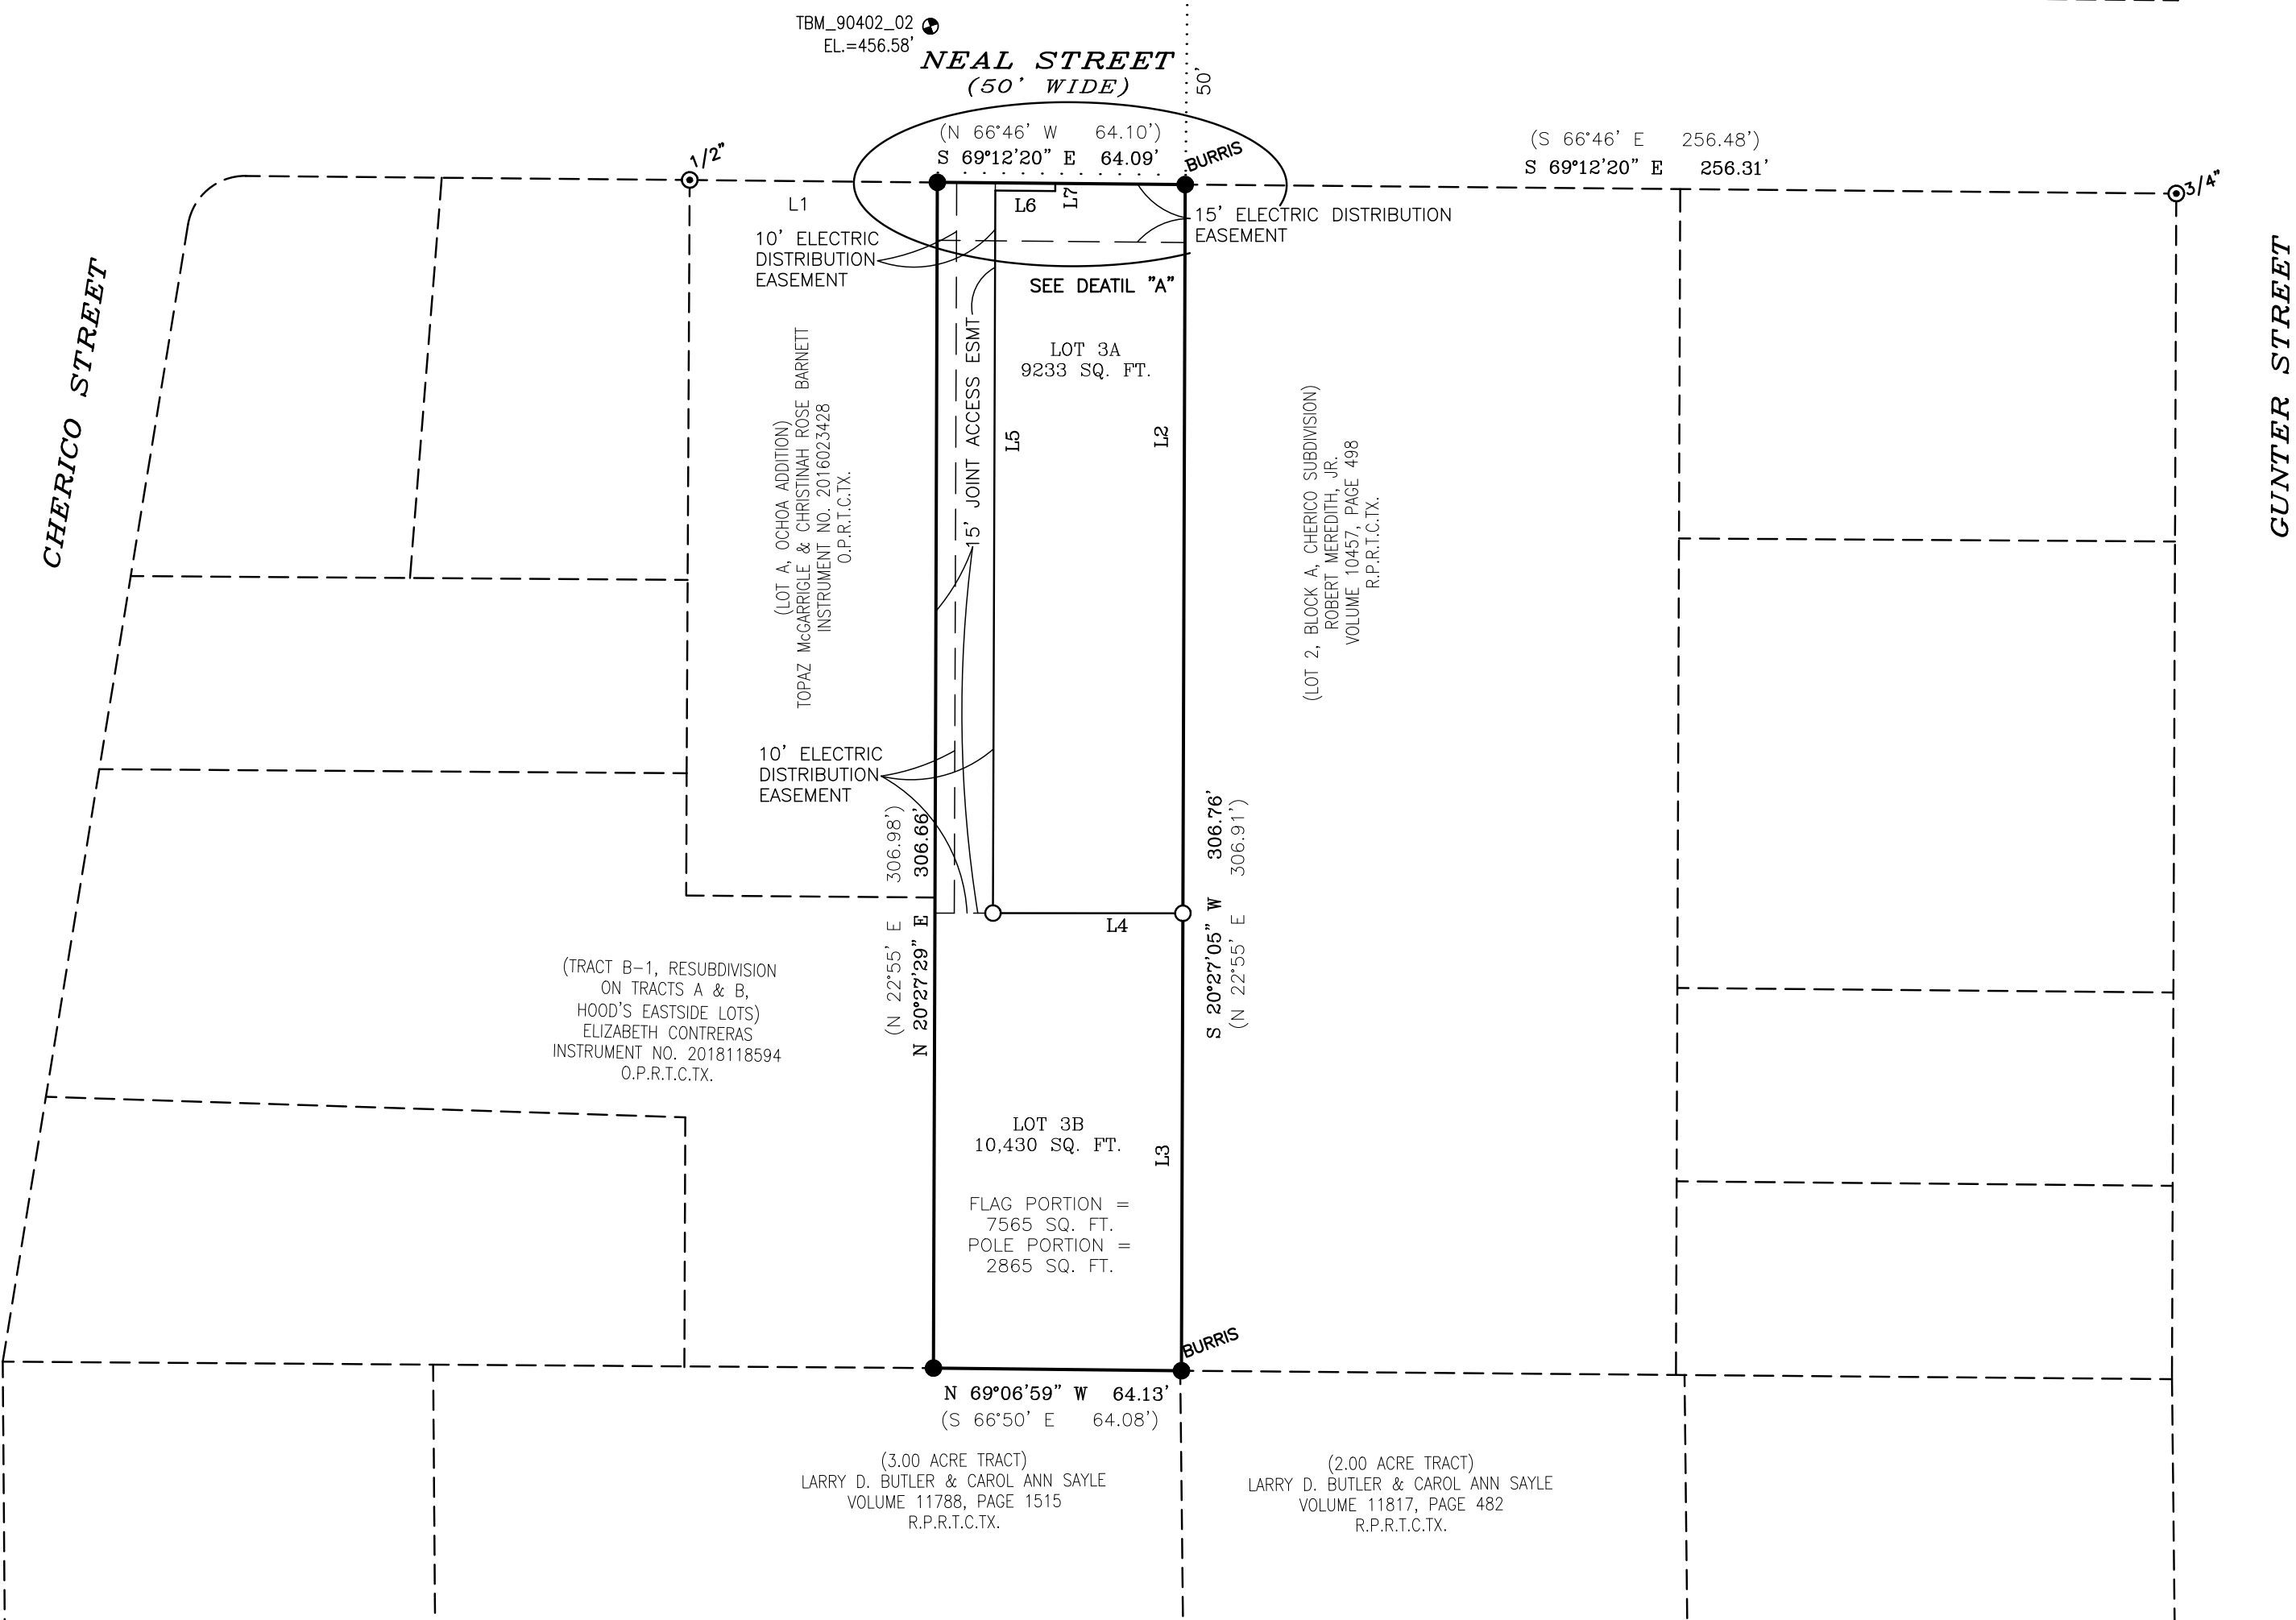 TBM_90402_02
EL.=456.58'
NEAL STREET
(50' WIDE)
50'
(N 66°46' W 64.10')
S 69°12'20" E 64.09'
BURRIS
(S 66°46' E 256.48')
S 69°12'20" E 256.31'
1/2"
3/4"
L1
L6
L7
10' ELECTRIC
DISTRIBUTION
EASEMENT
15' ELECTRIC DISTRIBUTION
EASEMENT
SEE DEATIL "A"
CHERICO STREET
GUNTER STREET
LOT 3A
9233 SQ. FT.
15' JOINT ACCESS ESMT
L5
L2
(LOT A, OCHOA ADDITION)
TOPAZ McGARRIGLE & CHRISTINAH ROSE BARNETT
INSTRUMENT NO. 2016023428
O.P.R.T.C.TX.
(LOT 2, BLOCK A, CHERICO SUBDIVISION)
ROBERT MEREDITH, JR.
VOLUME 10457, PAGE 498
R.P.R.T.C.TX.
10' ELECTRIC
DISTRIBUTION
EASEMENT
(N 22°55' E 306.98')
N 20°27'29" E 306.66'
S 20°27'05" W 306.76'
(N 22°55' E 306.91')
L4
(TRACT B-1, RESUBDIVISION
ON TRACTS A & B,
HOOD'S EASTSIDE LOTS)
ELIZABETH CONTRERAS
INSTRUMENT NO. 2018118594
O.P.R.T.C.TX.
LOT 3B
10,430 SQ. FT.
L3
FLAG PORTION =
7565 SQ. FT.
POLE PORTION =
2865 SQ. FT.
BURRIS
N 69°06'59" W 64.13'
(S 66°50' E 64.08')
(3.00 ACRE TRACT)
LARRY D. BUTLER & CAROL ANN SAYLE
VOLUME 11788, PAGE 1515
R.P.R.T.C.TX.
(2.00 ACRE TRACT)
LARRY D. BUTLER & CAROL ANN SAYLE
VOLUME 11817, PAGE 482
R.P.R.T.C.TX.